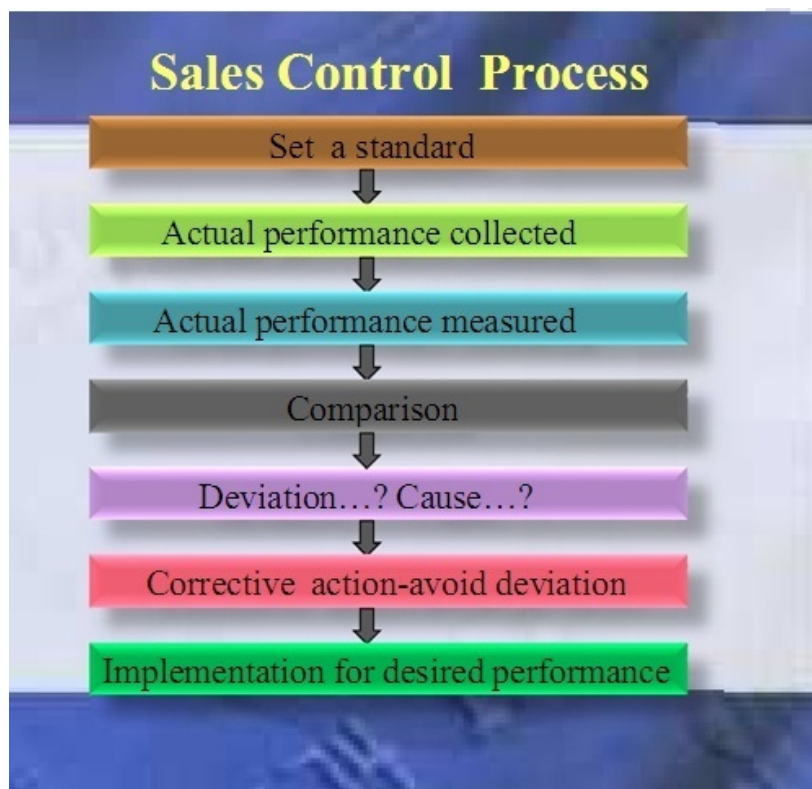 Sales Control Process
Set a standard
Actual performance collected
Actual performance measured
Comparison
Deviation...? Cause...?
Corrective action-avoid deviation
Implementation for desired performance